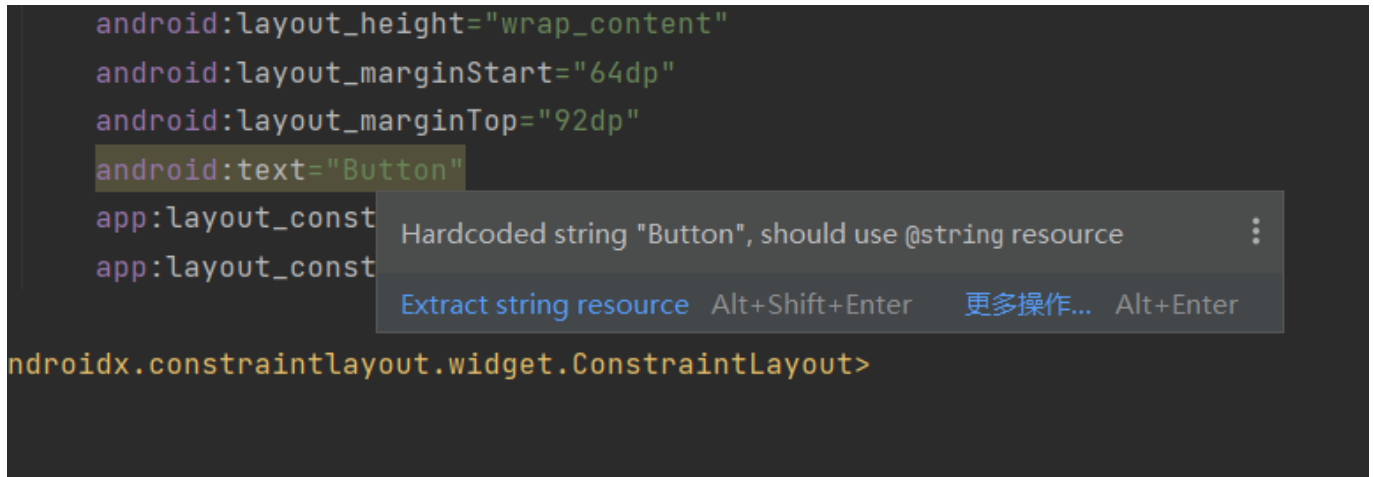 android:layout_height="wrap_content"
android:layout_marginStart="64dp"
android:layout_marginTop="92dp"
android:text="Button"
app:layout_const
Hardcoded string "Button", should use @string resource
app:layout_const
Extract string resource Alt+Shift+Enter 更多操作... Alt+Enter
ndroidx.constraintlayout.widget.ConstraintLayout>